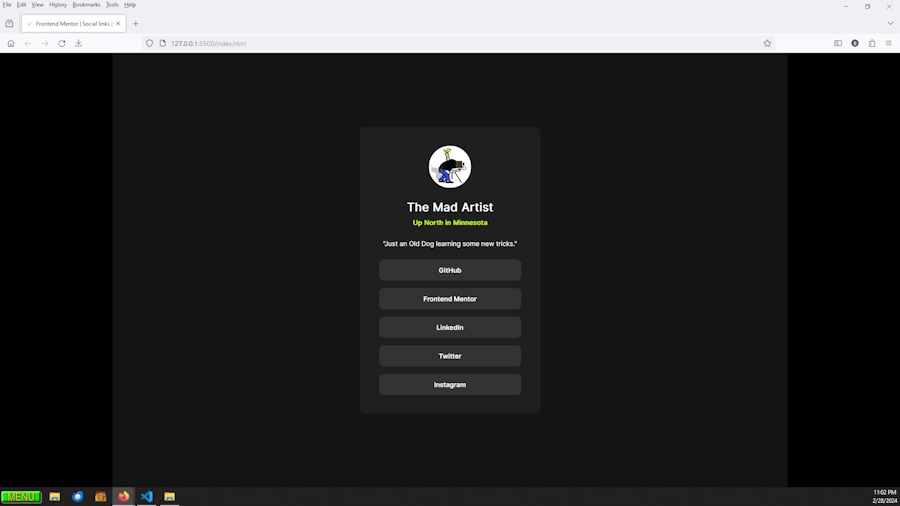 File Edit View History Bookmarks Tools Help
Frontend Mentor | Social links p
127.0.0.1:5500/index.html
The Mad Artist
Up North in Minnesota
"Just an Old Dog learning some new tricks."
GitHub
Frontend Mentor
LinkedIn
Twitter
Instagram
MENU
11:02 PM
2/28/2024